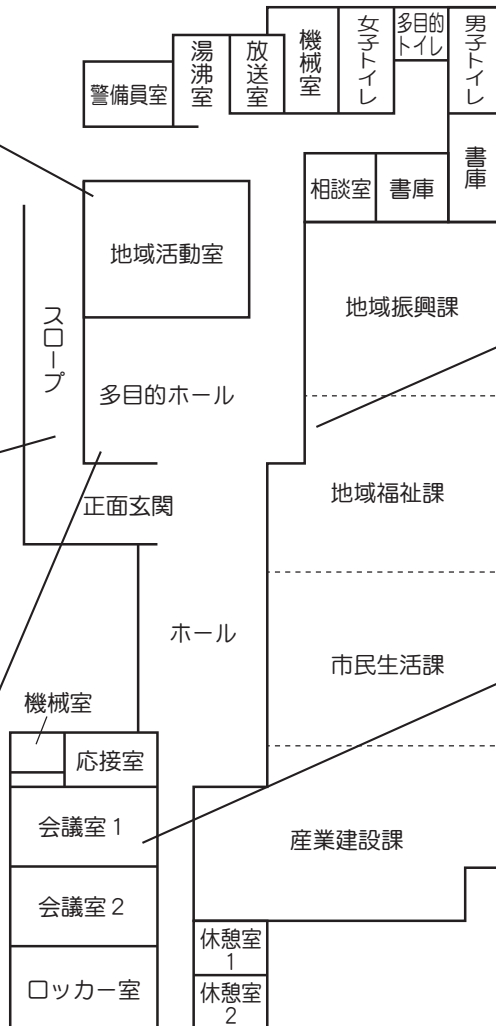 警備員室
湯沸室
放送室
機械室
女子トイレ
多目的
トイレ
男子トイレ
書庫
相談室
書庫
地域活動室
地域振興課
スロープ
多目的ホール
地域福祉課
正面玄関
ホール
市民生活課
機械室
応接室
会議室1
産業建設課
会議室2
休憩室
1
ロッカー室
休憩室
2